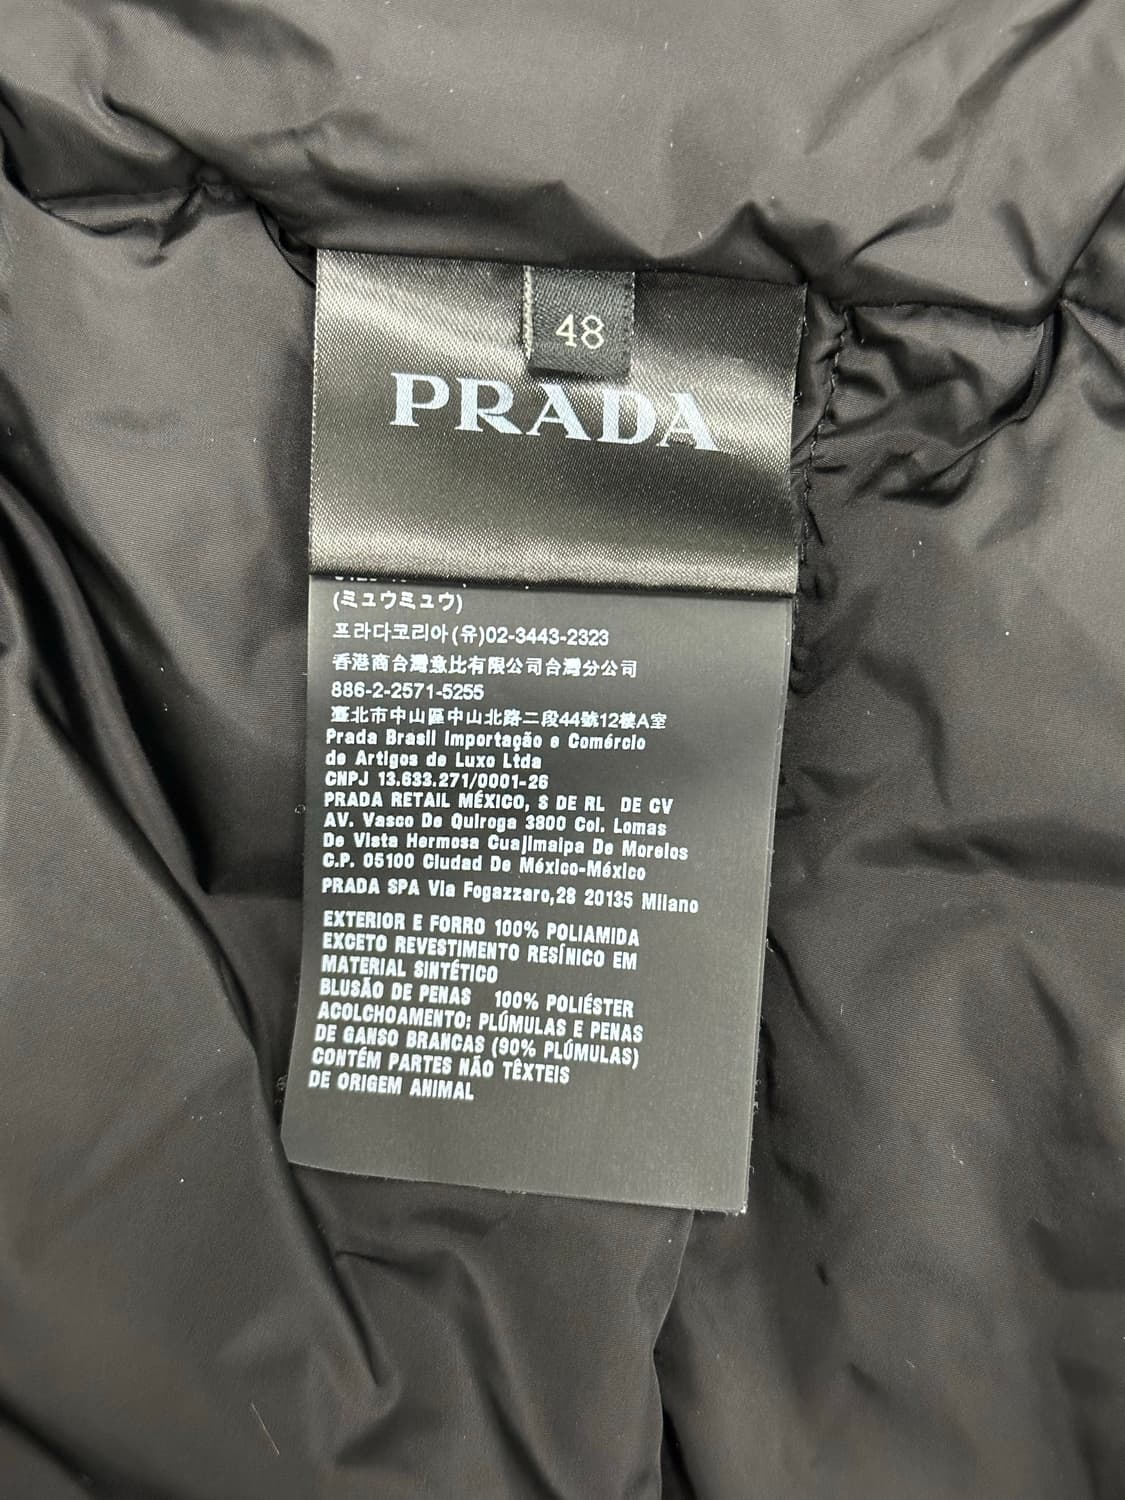 48
PRADA
(ミュウミュウ)
프라다코리아(유)02-3443-2323
香港商台灣彔比有限公司台灣分公司
886-2-2571-5255
臺北市中山區中山北路二段44號12樓A室
Prada Brasil Importação e Comércio
de Artigos de Luxo Ltda
CNPJ 13.633.271/0001-26
PRADA RETAIL MÉXICO, S DE RL DE CV
AV. Vasco De Quiroga 3800 Col. Lomas
De Vista Hermosa Cuajimalpa De Morelos
C.P. 05100 Ciudad De México-México
PRADA SPA Via Fogazzaro,28 20135 Milano
EXTERIOR E FORRO 100% POLIAMIDA
EXCETO REVESTIMENTO RESÍNICO EM
MATERIAL SINTÉTICO
BLUSÃO DE PENAS 100% POLIÉSTER
ACOLCHOAMENTO: PLÚMULAS E PENAS
DE GANSO BRANCAS (90% PLÚMULAS)
CONTÉM PARTES NÃO TÊXTEIS
DE ORIGEM ANIMAL